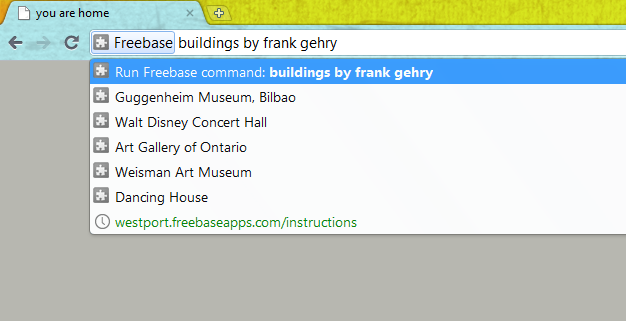 you are home
Freebase buildings by frank gehry
Run Freebase command: buildings by frank gehry
Guggenheim Museum, Bilbao
Walt Disney Concert Hall
Art Gallery of Ontario
Weisman Art Museum
Dancing House
westport.freebaseapps.com/instructions